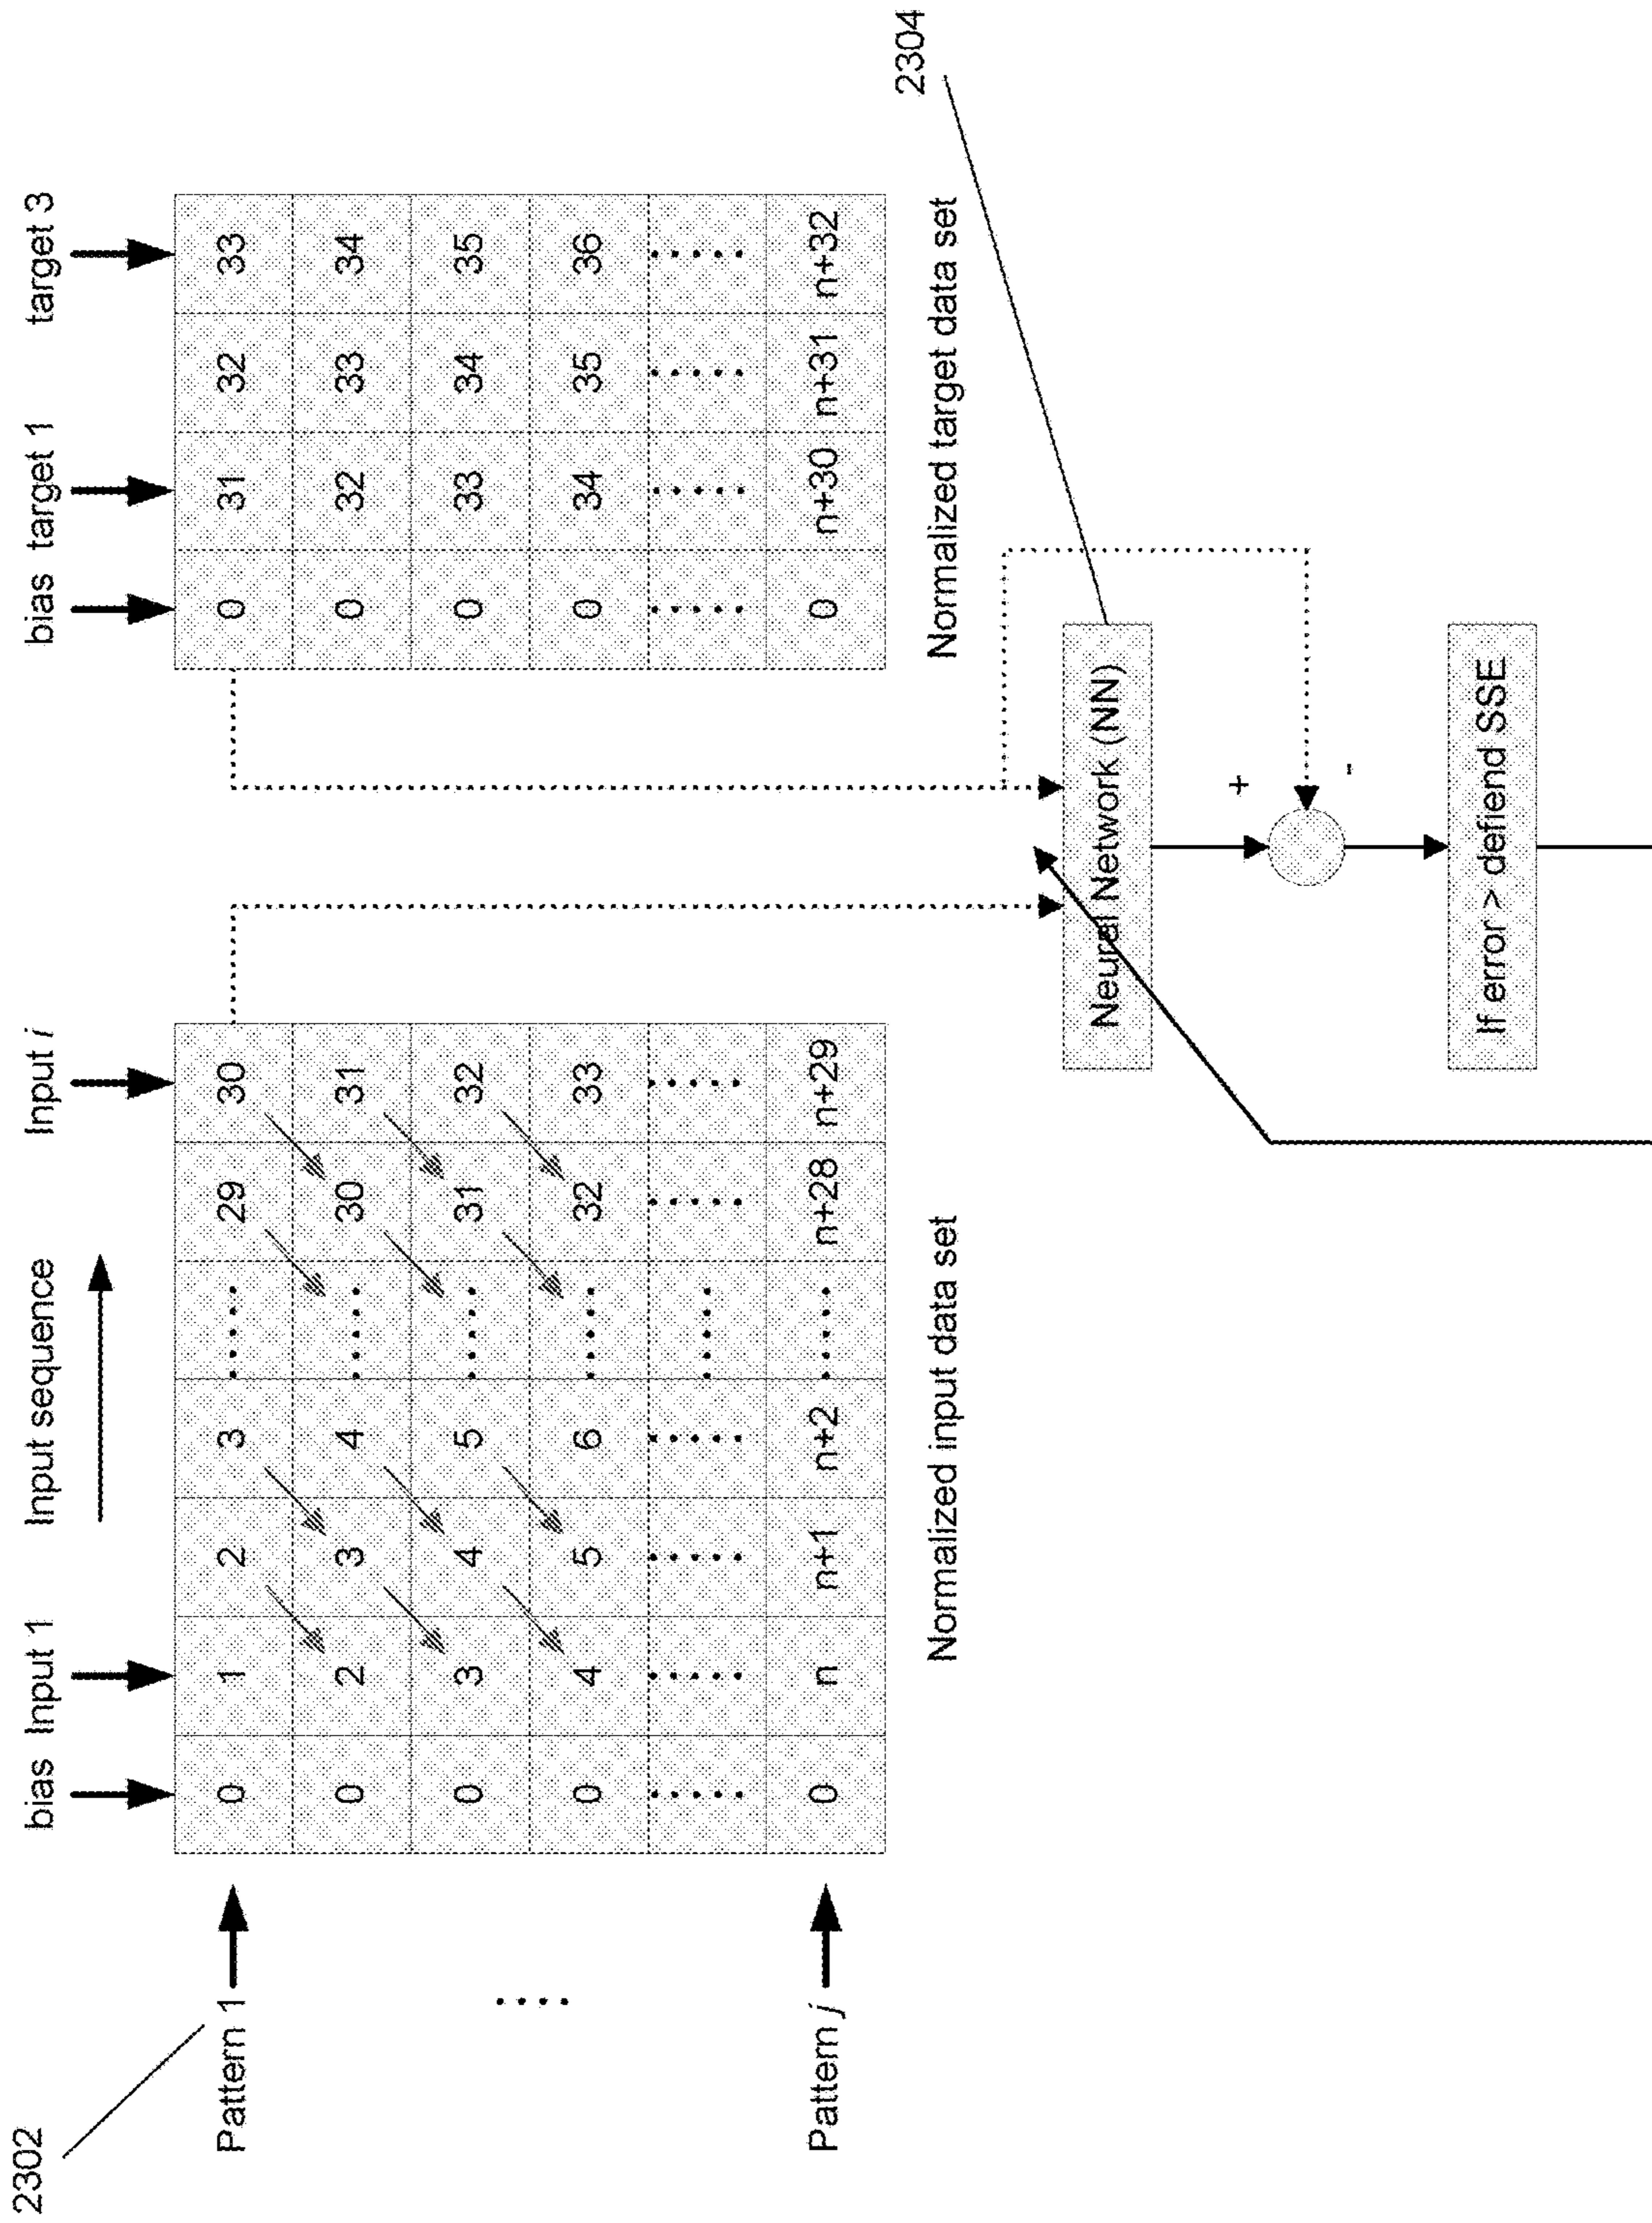 2302
bias Input 1 Input sequence Input i bias target 1 target 3
Pattern 1 0 1 2 3 ...... 29 30 0 31 32 33
0 2 3 4 ...... 30 31 0 32 33 34
.... 0 3 4 5 ...... 31 32 0 33 34 35
0 4 5 6 ...... 32 33 0 34 35 36
...... ...... ...... ...... ...... ...... ...... ...... ...... ...... ......
Pattern j 0 n n+1 n+2 ...... n+28 n+29 0 n+30 n+31 n+32
Normalized input data set Normalized target data set
2304
Neural Network (NN)
+
-
If error > defiend SSE